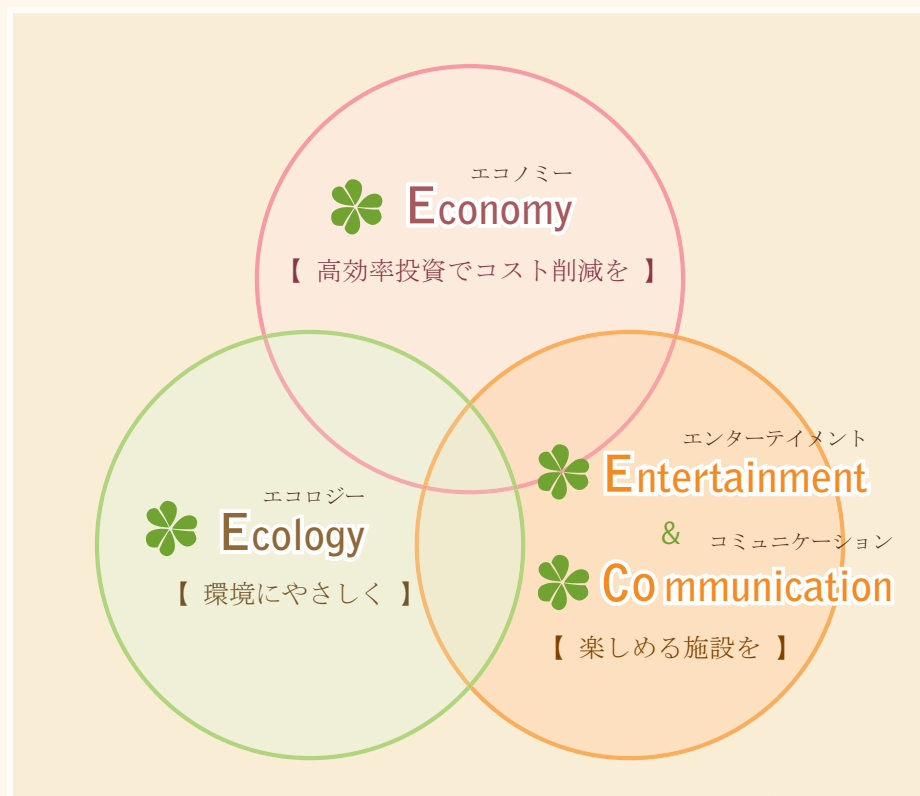 エコノミー
Economy
【 高効率投資でコスト削減を 】
エコロジー
Ecology
【 環境にやさしく 】
エンターテイメント
Entertainment
& コミュニケーション
Co mmunication
【 楽しめる施設を 】